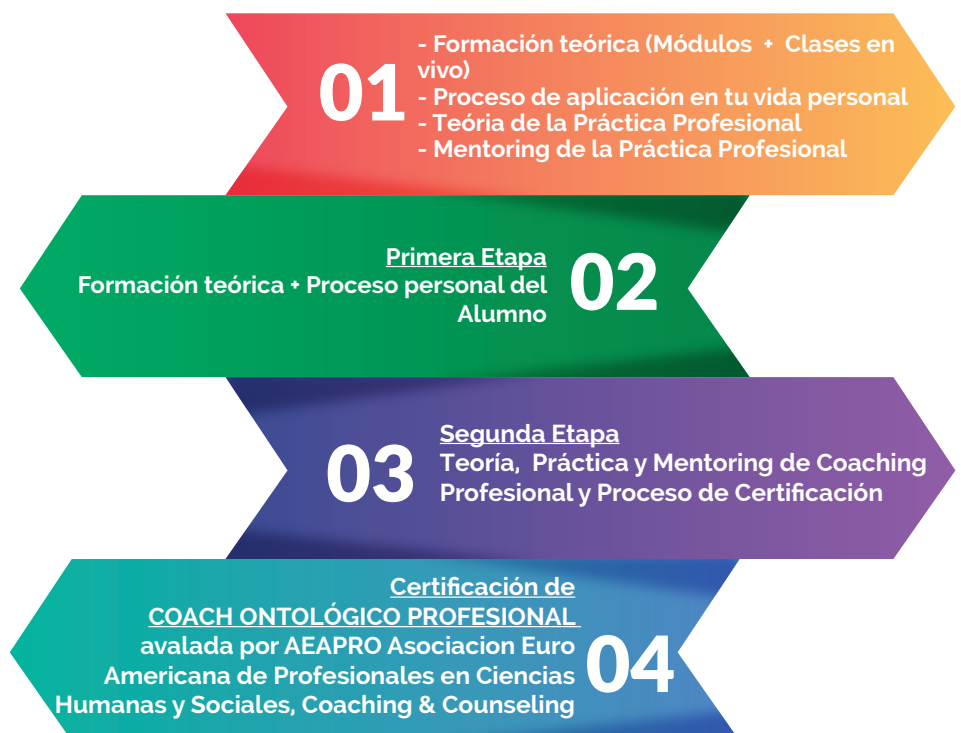 01
- Formación teórica (Módulos + Clases en
vivo)
- Proceso de aplicación en tu vida personal
- Teória de la Práctica Profesional
- Mentoring de la Práctica Profesional
Primera Etapa
Formación teórica + Proceso personal del
Alumno
02
03
Segunda Etapa
Teoría, Práctica y Mentoring de Coaching
Profesional y Proceso de Certificación
Certificación de
COACH ONTOLÓGICO PROFESIONAL
avalada por AEAPRO Asociacion Euro
Americana de Profesionales en Ciencias
Humanas y Sociales, Coaching & Counseling
04